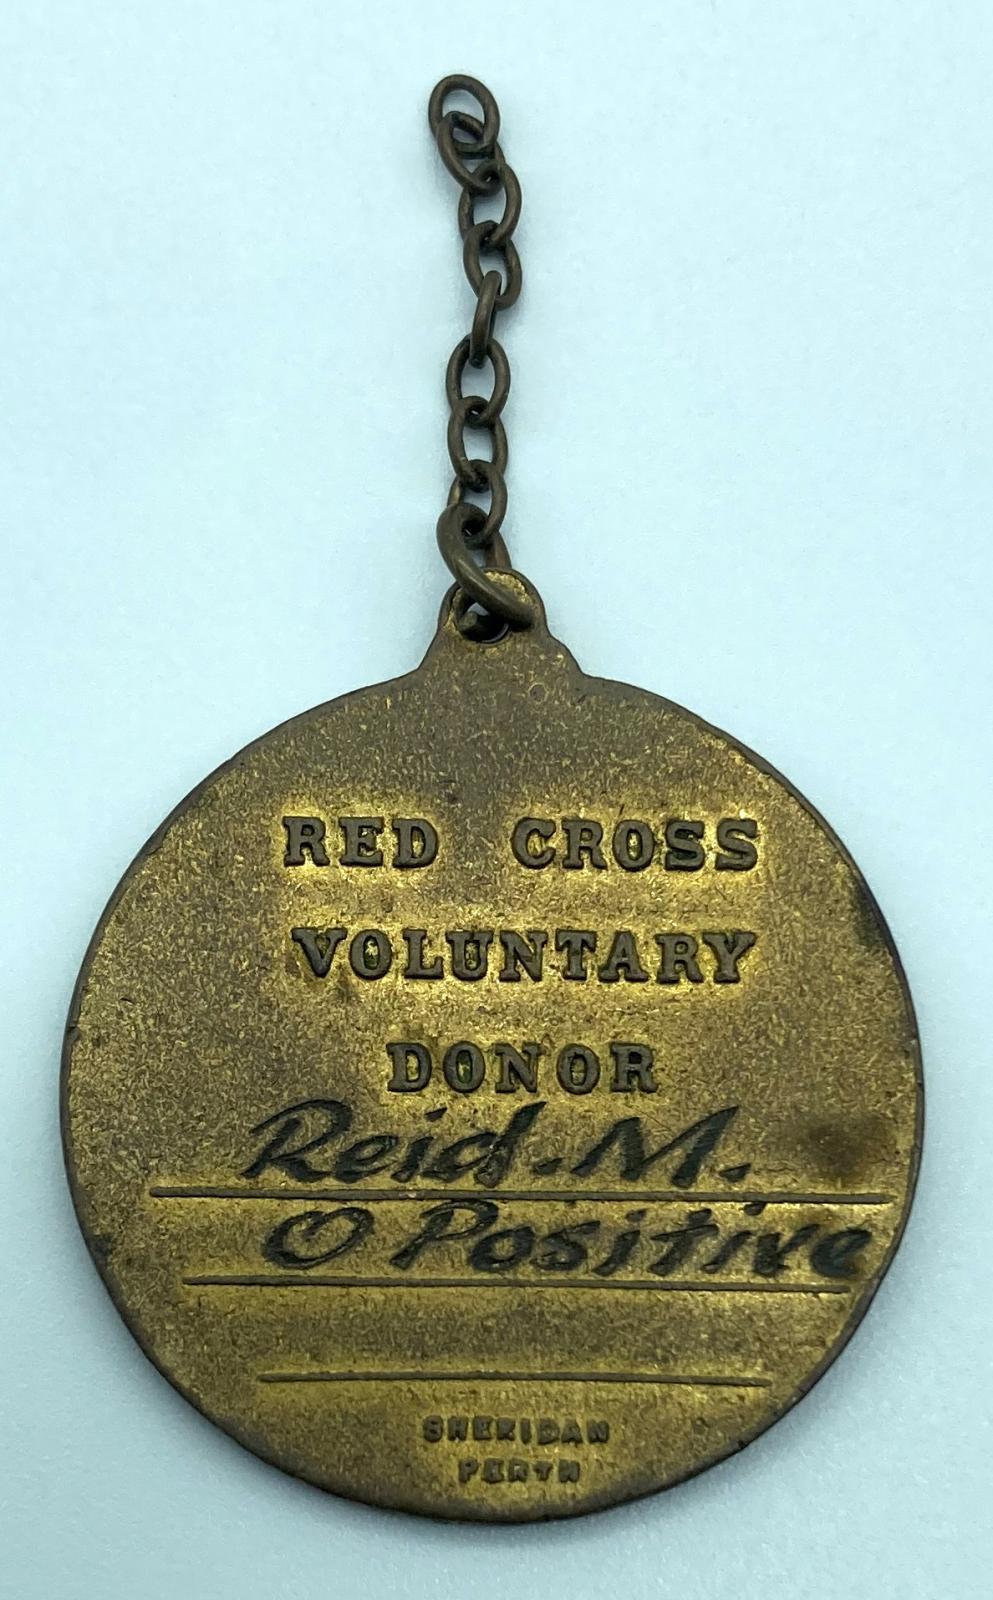 RED CROSS
VOLUNTARY
DONOR
Reid. M.
O Positive
SHERIDAN
PERTH